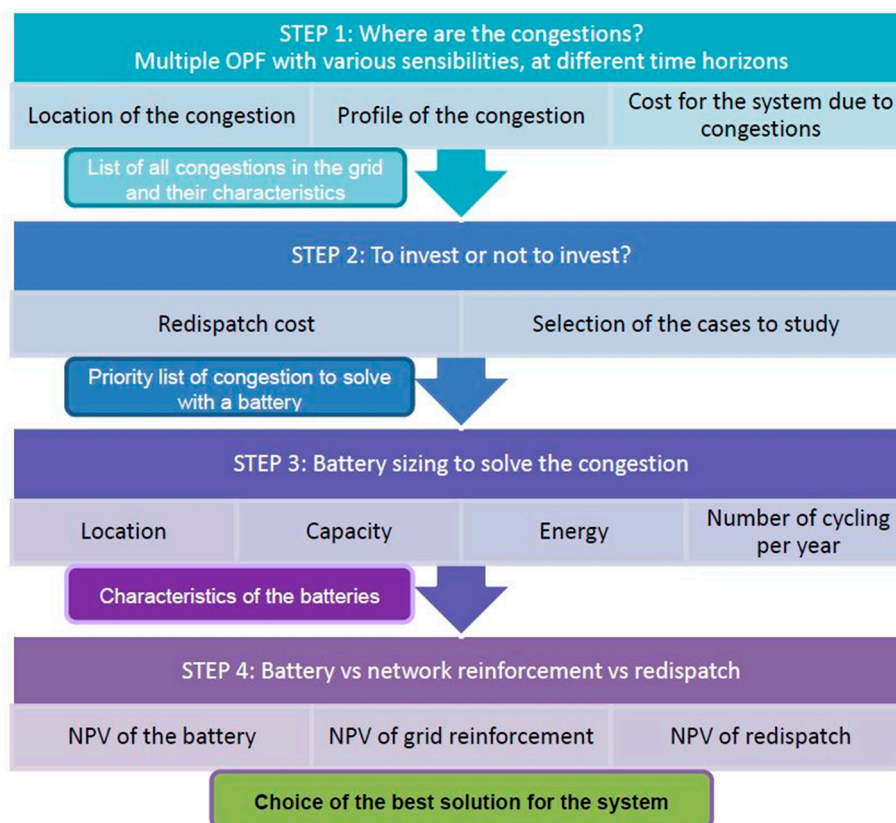 STEP 1: Where are the congestions?
Multiple OPF with various sensibilities, at different time horizons
Location of the congestion
Profile of the congestion
Cost for the system due to
congestions
List of all congestions in the grid
and their characteristics
STEP 2: To invest or not to invest?
Redispatch cost
Selection of the cases to study
Priority list of congestion to solve
with a battery
STEP 3: Battery sizing to solve the congestion
Location
Capacity
Energy
Number of cycling
per year
Characteristics of the batteries
STEP 4: Battery vs network reinforcement vs redispatch
NPV of the battery
NPV of grid reinforcement
NPV of redispatch
Choice of the best solution for the system